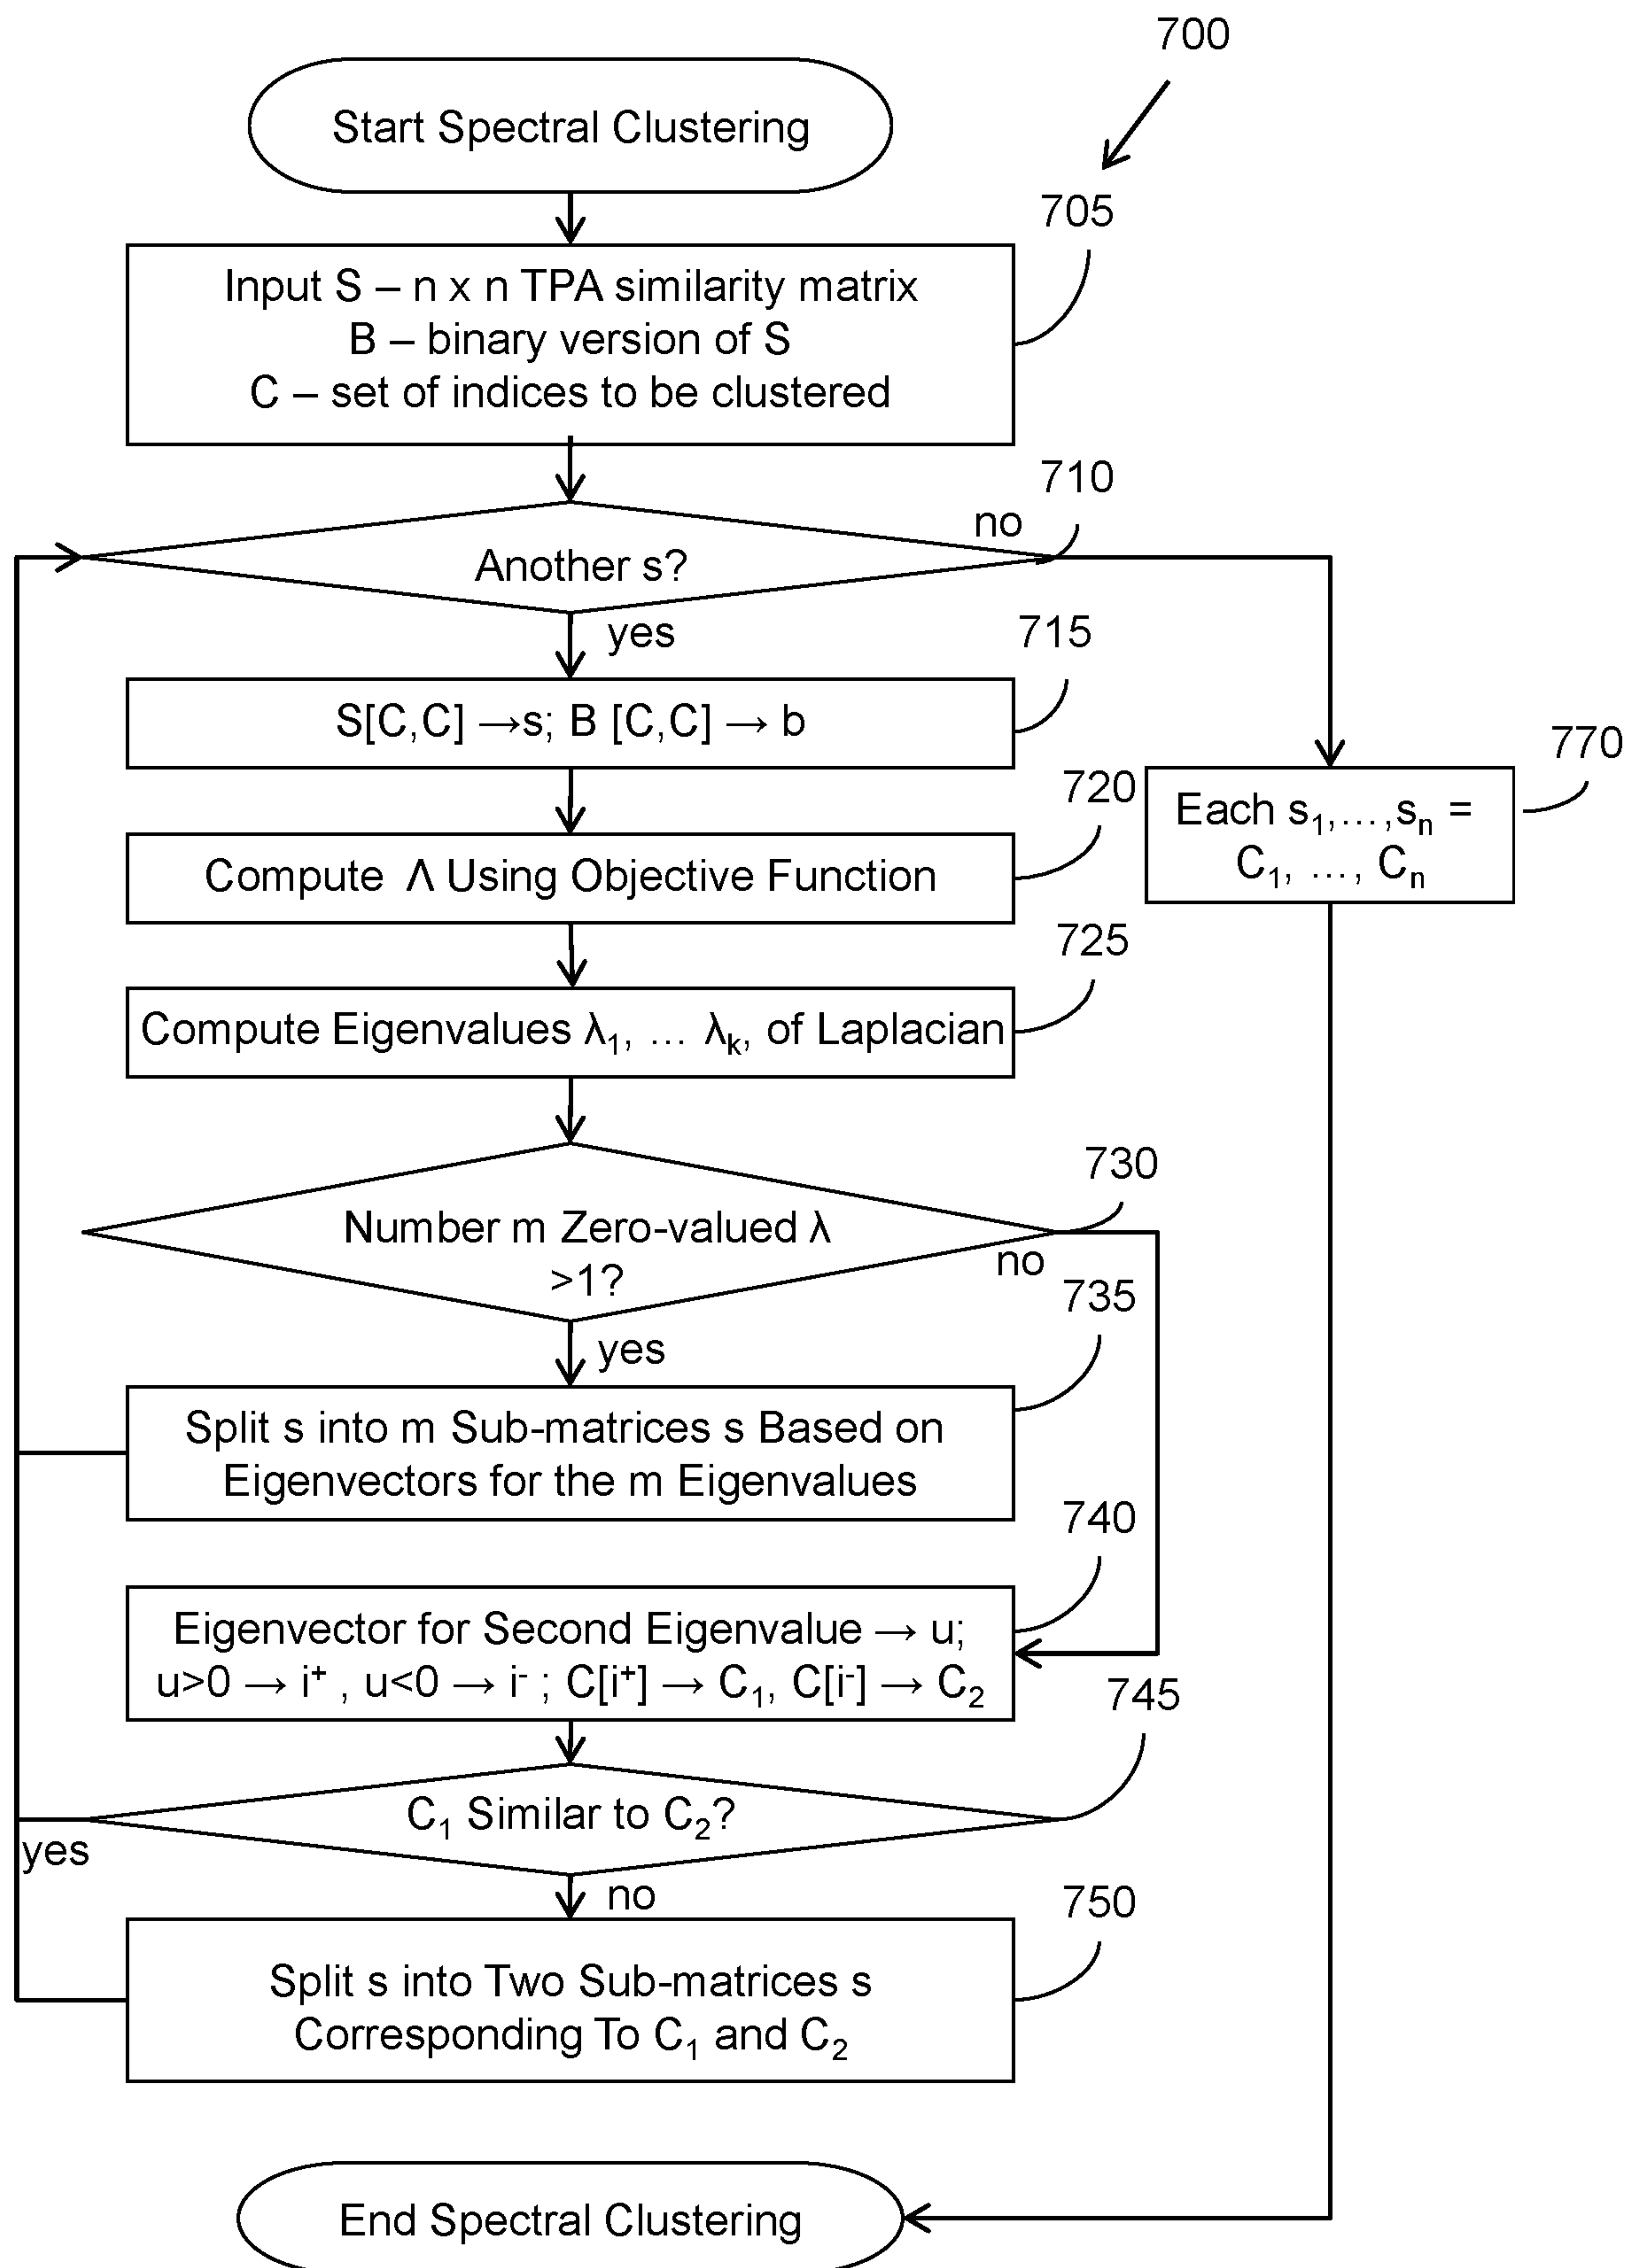 700
Start Spectral Clustering
705
Input S – n x n TPA similarity matrix
B – binary version of S
C – set of indices to be clustered
710
no
Another s?
yes
715
S[C,C] →s; B [C,C] → b
770
Each s₁,...,sₙ =
C₁, ..., Cₙ
720
Compute Λ Using Objective Function
725
Compute Eigenvalues λ₁, ... λₖ, of Laplacian
730
Number m Zero-valued λ
>1?
no
yes
735
Split s into m Sub-matrices s Based on
Eigenvectors for the m Eigenvalues
740
Eigenvector for Second Eigenvalue → u;
u>0 → i⁺ , u<0 → i⁻ ; C[i⁺] → C₁, C[i⁻] → C₂
745
C₁ Similar to C₂?
yes
no
750
Split s into Two Sub-matrices s
Corresponding To C₁ and C₂
End Spectral Clustering